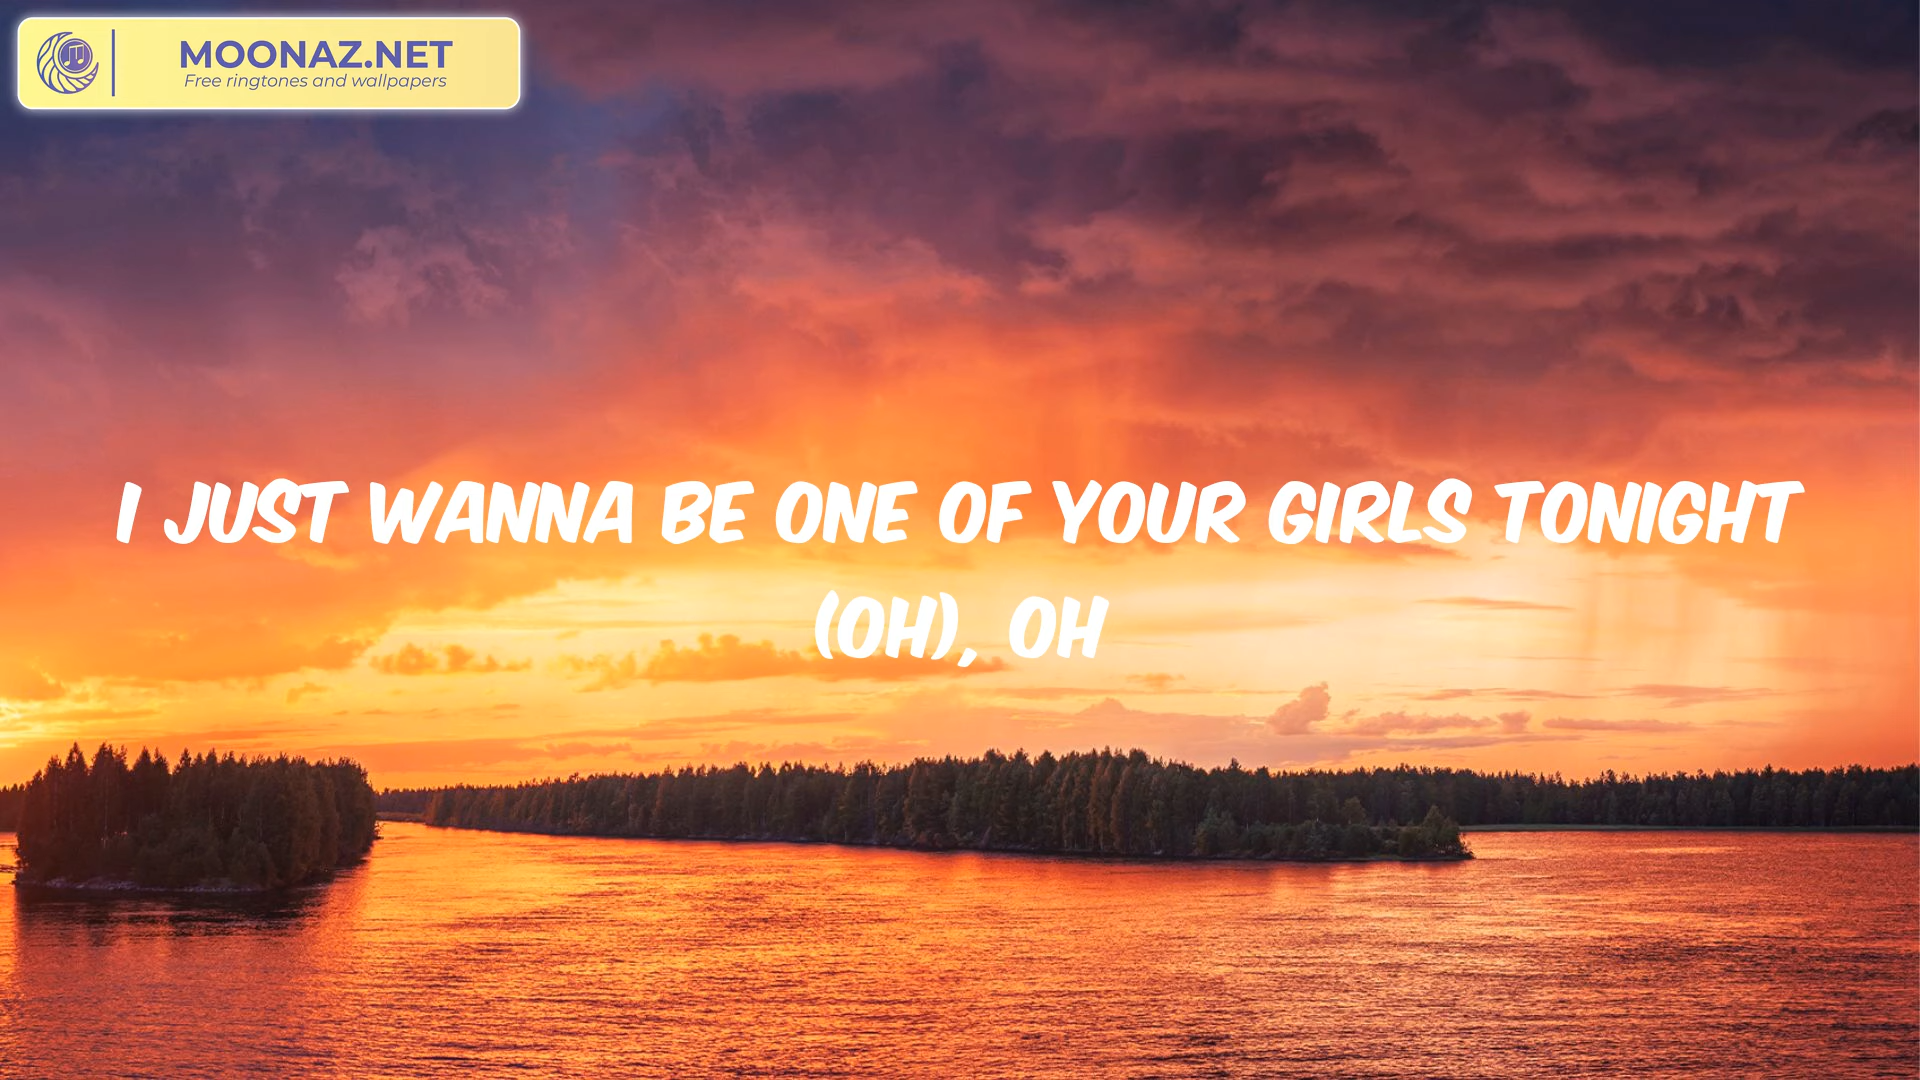 MOONAZ.NET
Free ringtones and wallpapers
I JUST WANNA BE ONE OF YOUR GIRLS TONIGHT
(OH), OH